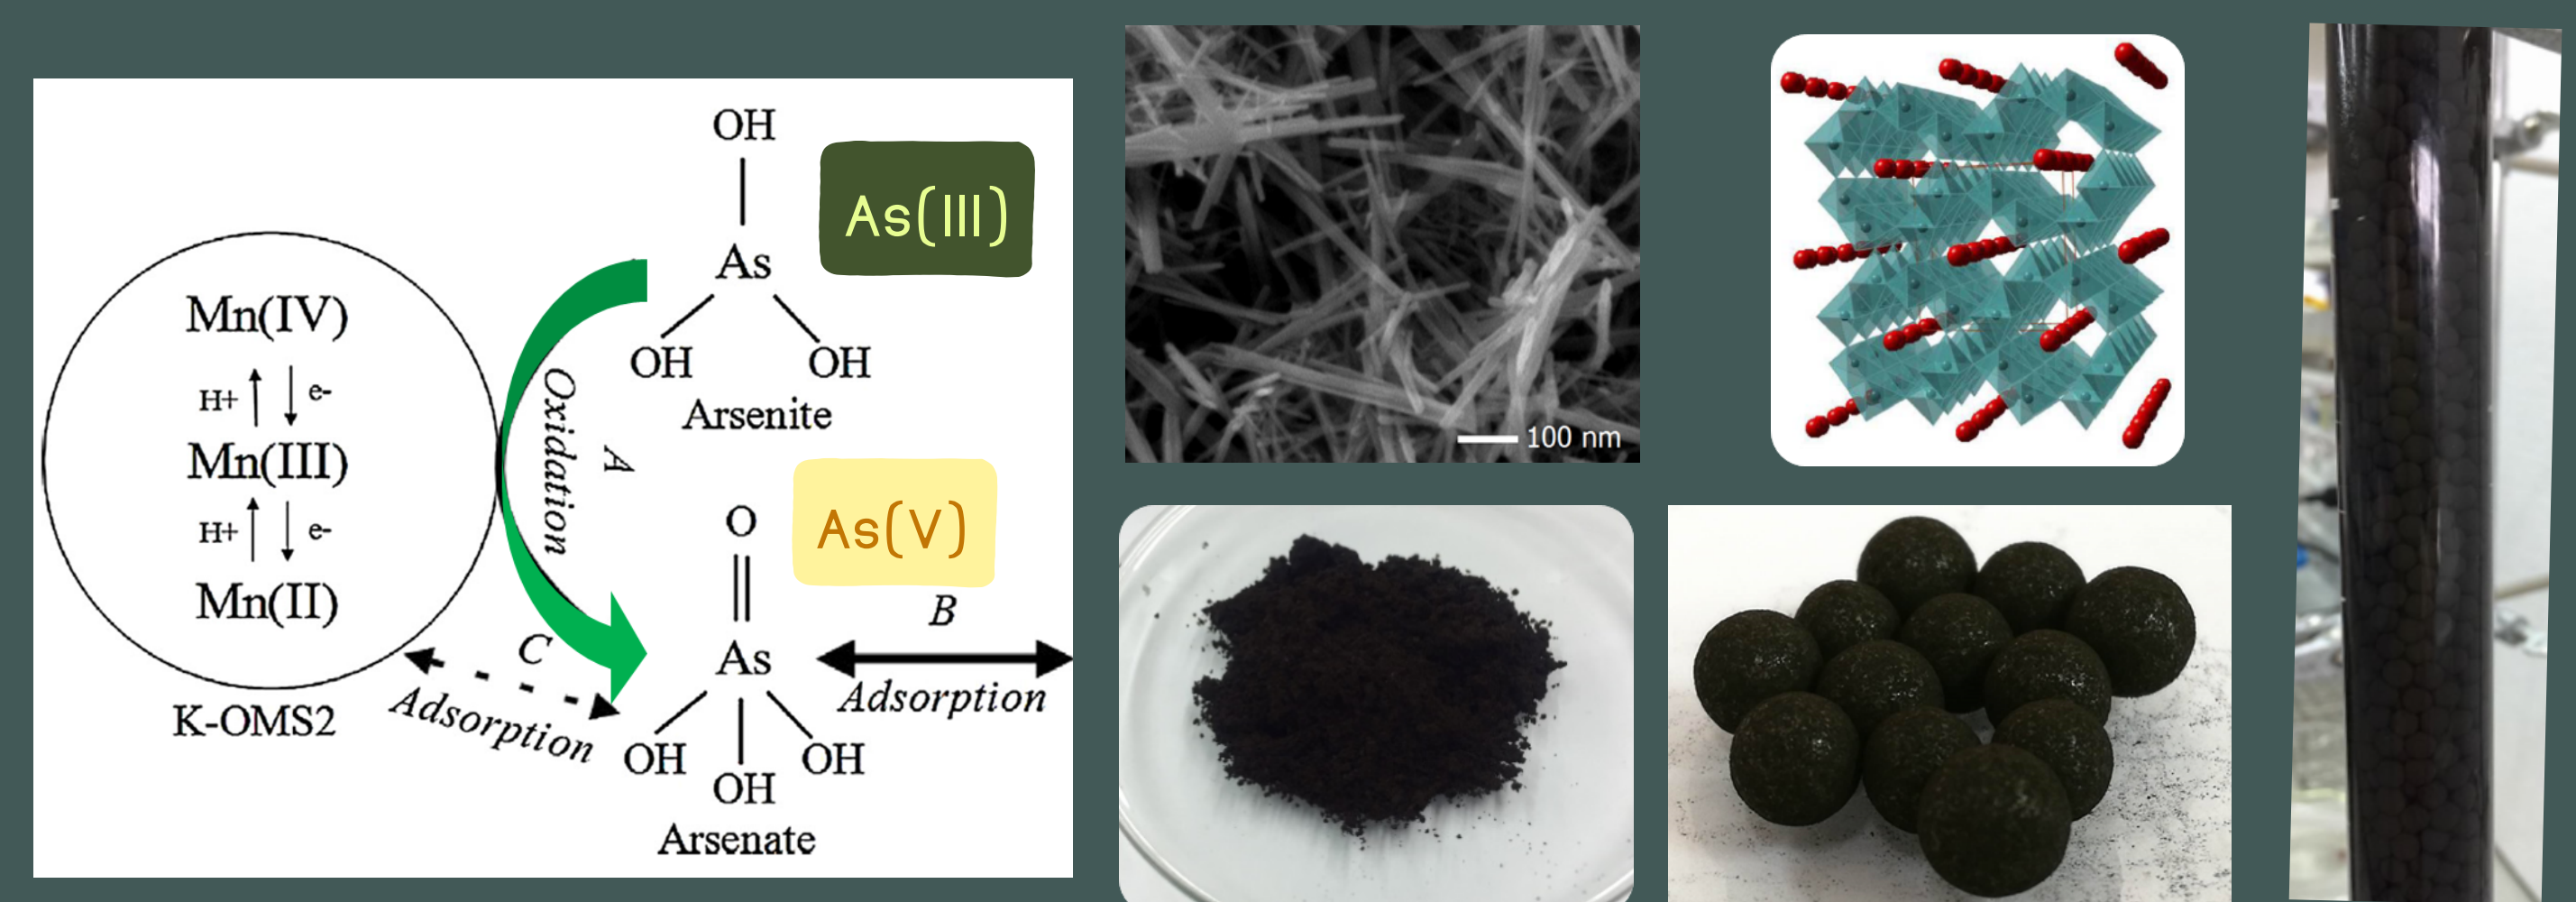 OH
As(III)
As
OH OH
Arsenite
Mn(IV)
H+ e-
Mn(III)
H+ e-
Mn(II)
K-OMS2
Oxidation
A
O
As(V)
As
B
Adsorption
C
Adsorption
OH OH OH
Arsenate
100 nm